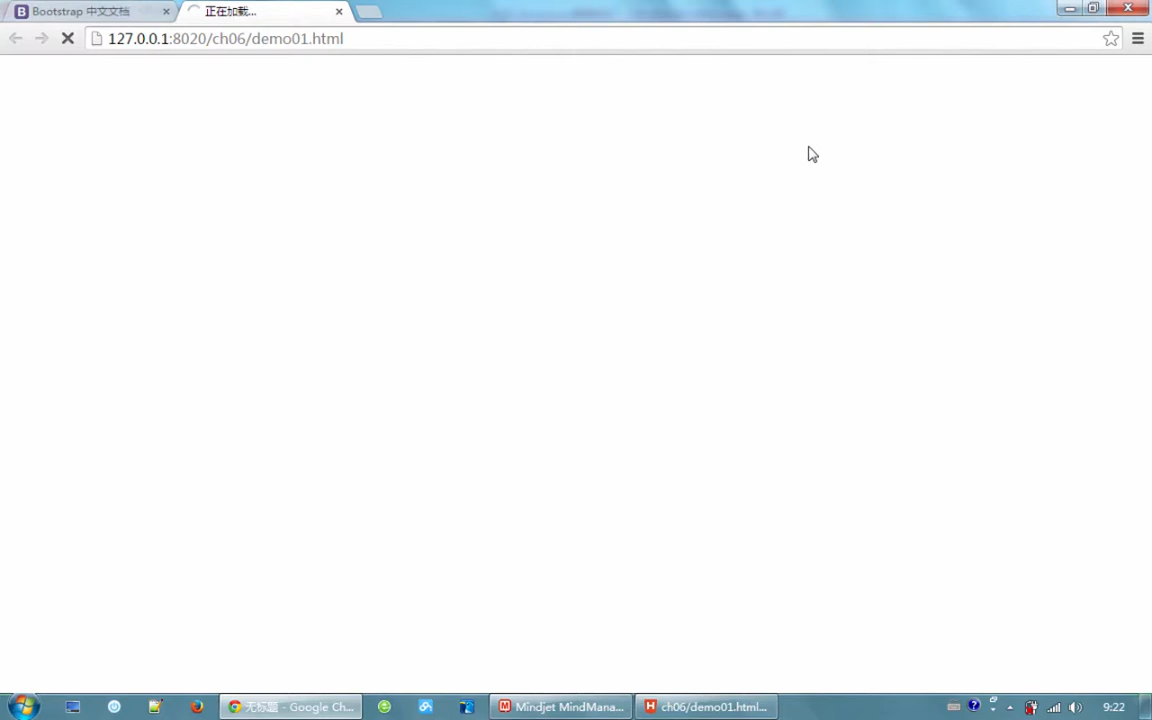 Bootstrap 中文文档
正在加载...
127.0.0.1:8020/ch06/demo01.html
无标题 - Google Ch...
Mindjet MindMana...
ch06/demo01.html...
9:22